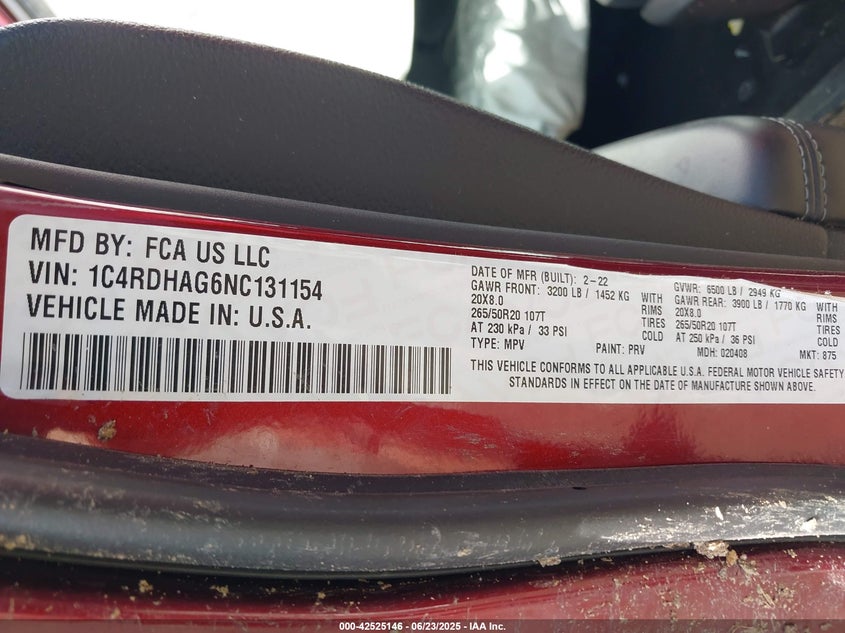 MFD BY: FCA US LLC
VIN: 1C4RDHAG6NC131154
VEHICLE MADE IN: U.S.A.
DATE OF MFR (BUILT): 2-22 GVWR: 6500 LB / 2949 KG
GAWR FRONT: 3200 LB / 1452 KG WITH GAWR REAR: 3900 LB / 1770 KG WITH
20X8.0 RIMS 20X8.0 RIMS
265/50R20 107T TIRES 265/50R20 107T TIRES
AT 230 kPa / 33 PSI COLD AT 250 kPa / 36 PSI COLD
TYPE: MPV PAINT: PRV MDH: 020408 MKT: 875
THIS VEHICLE CONFORMS TO ALL APPLICABLE U.S.A. FEDERAL MOTOR VEHICLE SAFETY
STANDARDS IN EFFECT ON THE DATE OF MANUFACTURE SHOWN ABOVE.
000-42525146 - 06/23/2025 - IAA Inc.